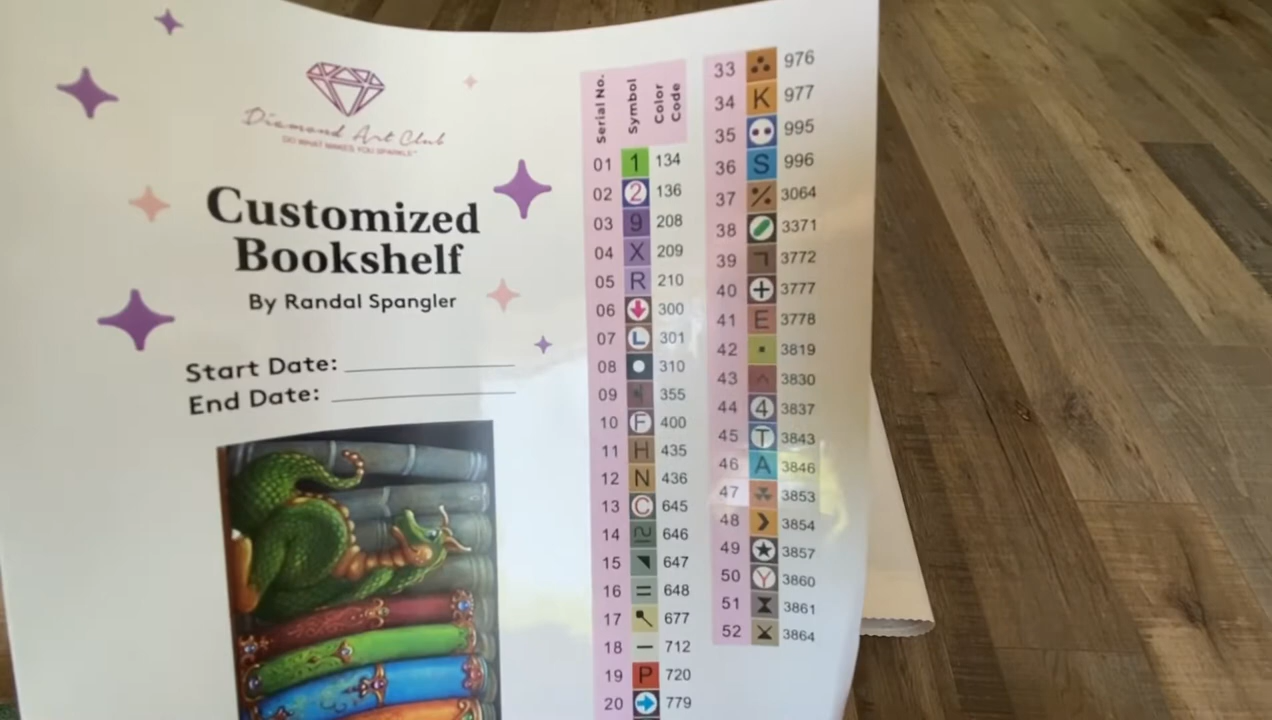 Diamond Art Club
DO WHAT MAKES YOU SPARKLE™
Customized
Bookshelf
By Randal Spangler
Start Date:
End Date:
Serial No. Symbol Color Code
01 1 134
02 2 136
03 9 208
04 X 209
05 R 210
06 300
07 L 301
08 310
09 355
10 F 400
11 H 435
12 N 436
13 C 645
14 646
15 647
16 = 648
17 677
18 — 712
19 P 720
20 779
33 976
34 K 977
35 995
36 S 996
37 % 3064
38 3371
39 3772
40 + 3777
41 E 3778
42 3819
43 ^ 3830
44 4 3837
45 T 3843
46 A 3846
47 3853
48 3854
49 ★ 3857
50 Y 3860
51 3861
52 3864